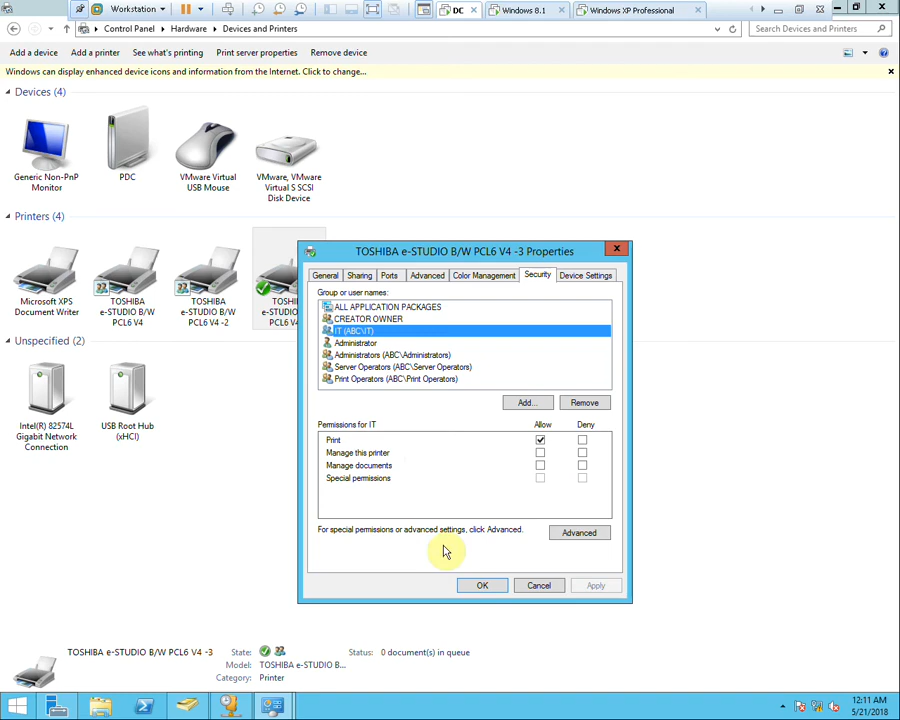 Workstation
DC
Windows 8.1
Windows XP Professional
Control Panel
Hardware
Devices and Printers
Search Devices and Printers
Add a device
Add a printer
See what's printing
Print server properties
Remove device
Windows can display enhanced device icons and information from the Internet. Click to change...
Devices (4)
Generic Non-PnP
Monitor
PDC
VMware Virtual
USB Mouse
VMware, VMware
Virtual S SCSI
Disk Device
Printers (4)
Microsoft XPS
Document Writer
TOSHIBA
e-STUDIO B/W
PCL6 V4
TOSHIBA
e-STUDIO B/W
PCL6 V4 -2
TOSHI
e-STUDIO
PCL6 V4
Unspecified (2)
Intel(R) 82574L
Gigabit Network
Connection
USB Root Hub
(xHCI)
TOSHIBA e-STUDIO B/W PCL6 V4 -3 Properties
General
Sharing
Ports
Advanced
Color Management
Security
Device Settings
Group or user names:
ALL APPLICATION PACKAGES
CREATOR OWNER
IT (ABC\IT)
Administrator
Administrators (ABC\Administrators)
Server Operators (ABC\Server Operators)
Print Operators (ABC\Print Operators)
Add...
Remove
Permissions for IT
Allow
Deny
Print
Manage this printer
Manage documents
Special permissions
For special permissions or advanced settings, click Advanced.
Advanced
OK
Cancel
Apply
TOSHIBA e-STUDIO B/W PCL6 V4 -3
State:
Status: 0 document(s) in queue
Model: TOSHIBA e-STUDIO B...
Category: Printer
12:11 AM
5/21/2018